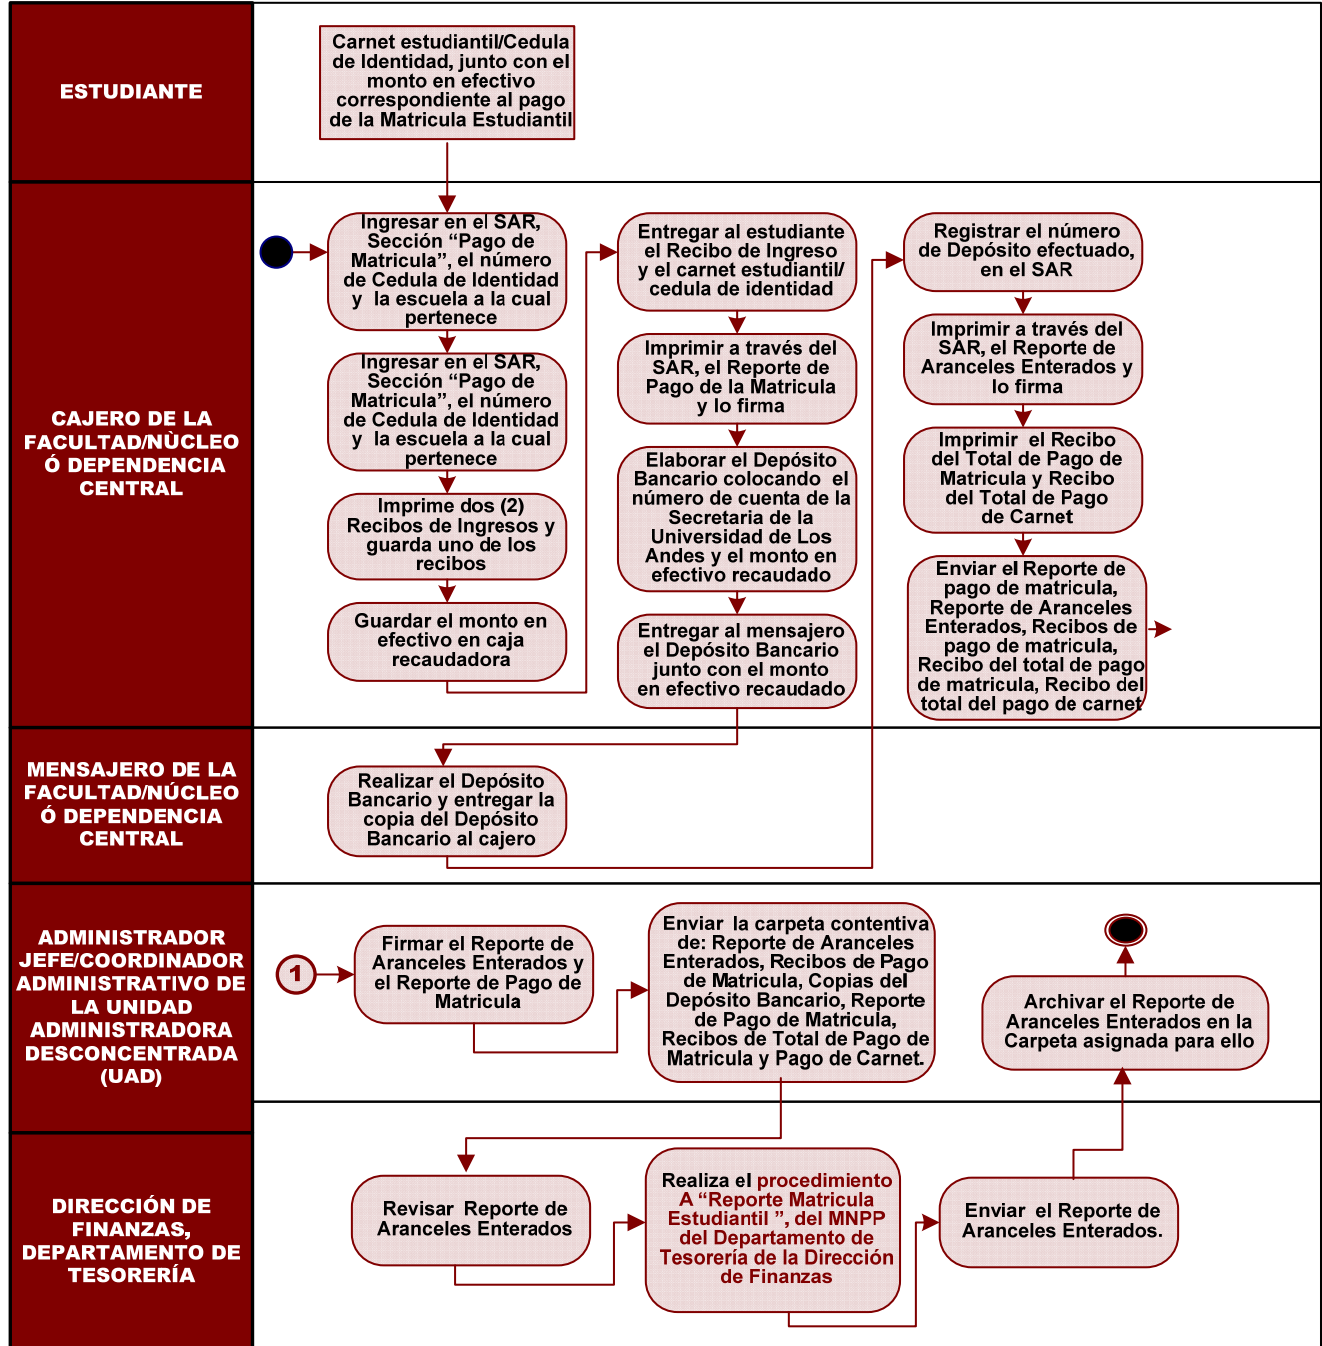 ESTUDIANTE
Carnet estudiantil/Cedula
de Identidad, junto con el
monto en efectivo
correspondiente al pago
de la Matricula Estudiantil
CAJERO DE LA
FACULTAD/NÙCLEO
Ó DEPENDENCIA
CENTRAL
Ingresar en el SAR,
Sección “Pago de
Matricula”, el número
de Cedula de Identidad
y la escuela a la cual
pertenece
Ingresar en el SAR,
Sección “Pago de
Matricula”, el número
de Cedula de Identidad
y la escuela a la cual
pertenece
Imprime dos (2)
Recibos de Ingresos y
guarda uno de los
recibos
Guardar el monto en
efectivo en caja
recaudadora
Entregar al estudiante
el Recibo de Ingreso
y el carnet estudiantil/
cedula de identidad
Imprimir a través del
SAR, el Reporte de
Pago de la Matricula
y lo firma
Elaborar el Depósito
Bancario colocando el
número de cuenta de la
Secretaria de la
Universidad de Los
Andes y el monto en
efectivo recaudado
Entregar al mensajero
el Depósito Bancario
junto con el monto
en efectivo recaudado
Registrar el número
de Depósito efectuado,
en el SAR
Imprimir a través del
SAR, el Reporte de
Aranceles Enterados y
lo firma
Imprimir el Recibo
del Total de Pago de
Matricula y Recibo
del Total de Pago
de Carnet
Enviar el Reporte de
pago de matricula,
Reporte de Aranceles
Enterados, Recibos de
pago de matricula,
Recibo del total de pago
de matricula, Recibo del
total del pago de carnet
MENSAJERO DE LA
FACULTAD/NÚCLEO
Ó DEPENDENCIA
CENTRAL
Realizar el Depósito
Bancario y entregar la
copia del Depósito
Bancario al cajero
ADMINISTRADOR
JEFE/COORDINADOR
ADMINISTRATIVO DE
LA UNIDAD
ADMINISTRADORA
DESCONCENTRADA
(UAD)
1
Firmar el Reporte de
Aranceles Enterados y
el Reporte de Pago de
Matricula
Enviar la carpeta contentiva
de: Reporte de Aranceles
Enterados, Recibos de Pago
de Matricula, Copias del
Depósito Bancario, Reporte
de Pago de Matricula,
Recibos de Total de Pago de
Matricula y Pago de Carnet.
Archivar el Reporte de
Aranceles Enterados en la
Carpeta asignada para ello
DIRECCIÓN DE
FINANZAS,
DEPARTAMENTO DE
TESORERÍA
Revisar Reporte de
Aranceles Enterados
Realiza el procedimiento
A “Reporte Matricula
Estudiantil ”, del MNPP
del Departamento de
Tesorería de la Dirección
de Finanzas
Enviar el Reporte de
Aranceles Enterados.